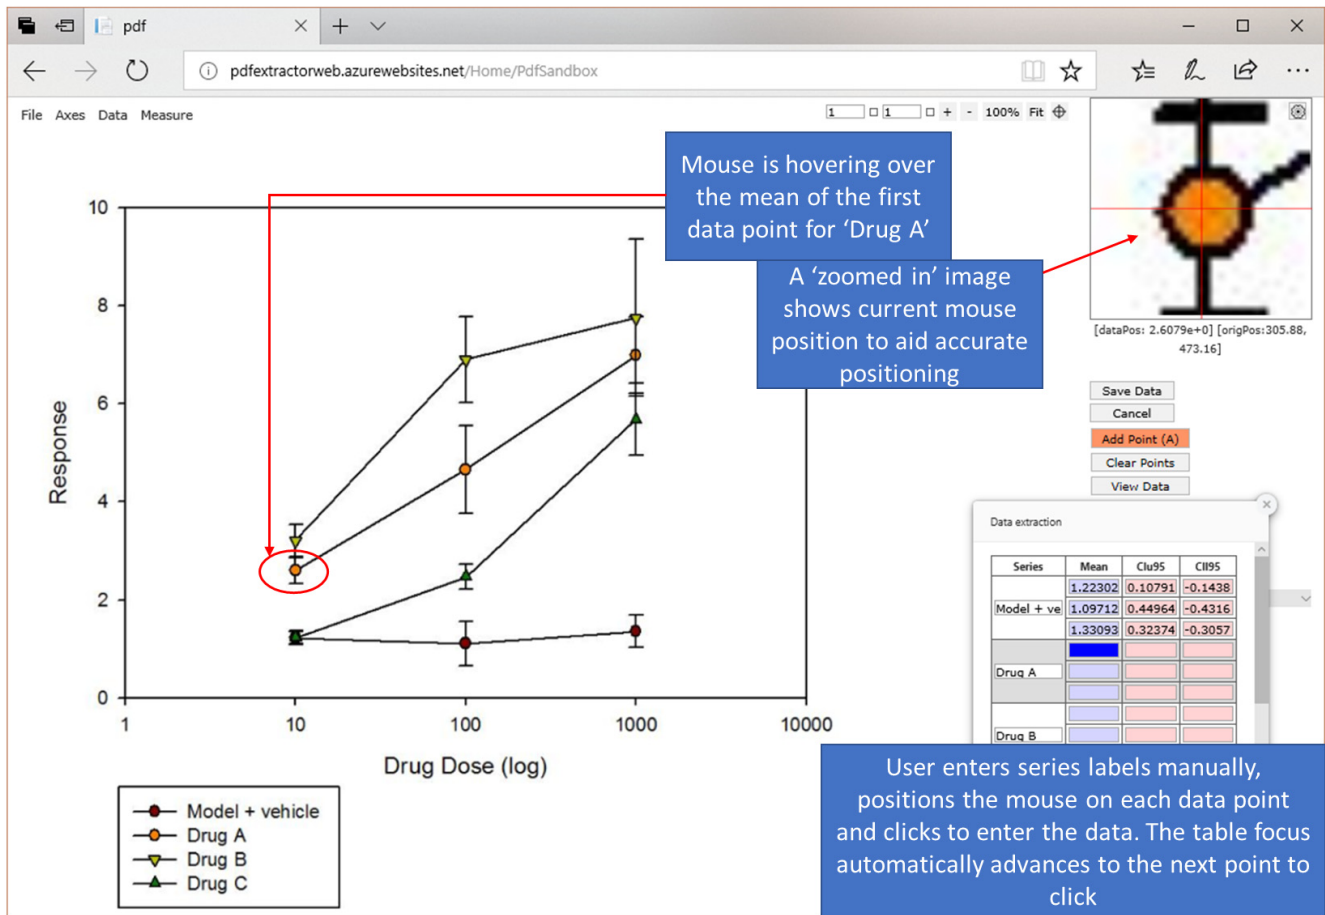 pdf
pdfextractorweb.azurewebsites.net/Home/PdfSandbox
File Axes Data Measure
1 1 + - 100% Fit
Mouse is hovering over
the mean of the first
data point for ‘Drug A’
A ‘zoomed in’ image
shows current mouse
position to aid accurate
positioning
[dataPos: 2.6079e+0] [origPos:305.88,
473.16]
Save Data
Cancel
Add Point (A)
Clear Points
View Data
10
8
6
4
2
0
Response
1 10 100 1000 10000
Drug Dose (log)
Model + vehicle
Drug A
Drug B
Drug C
Data extraction
Series Mean CIu95 CIl95
1.22302 0.10791 -0.1438
Model + ve 1.09712 0.44964 -0.4316
1.33093 0.32374 -0.3057
Drug A
Drug B
User enters series labels manually,
positions the mouse on each data point
and clicks to enter the data. The table focus
automatically advances to the next point to
click